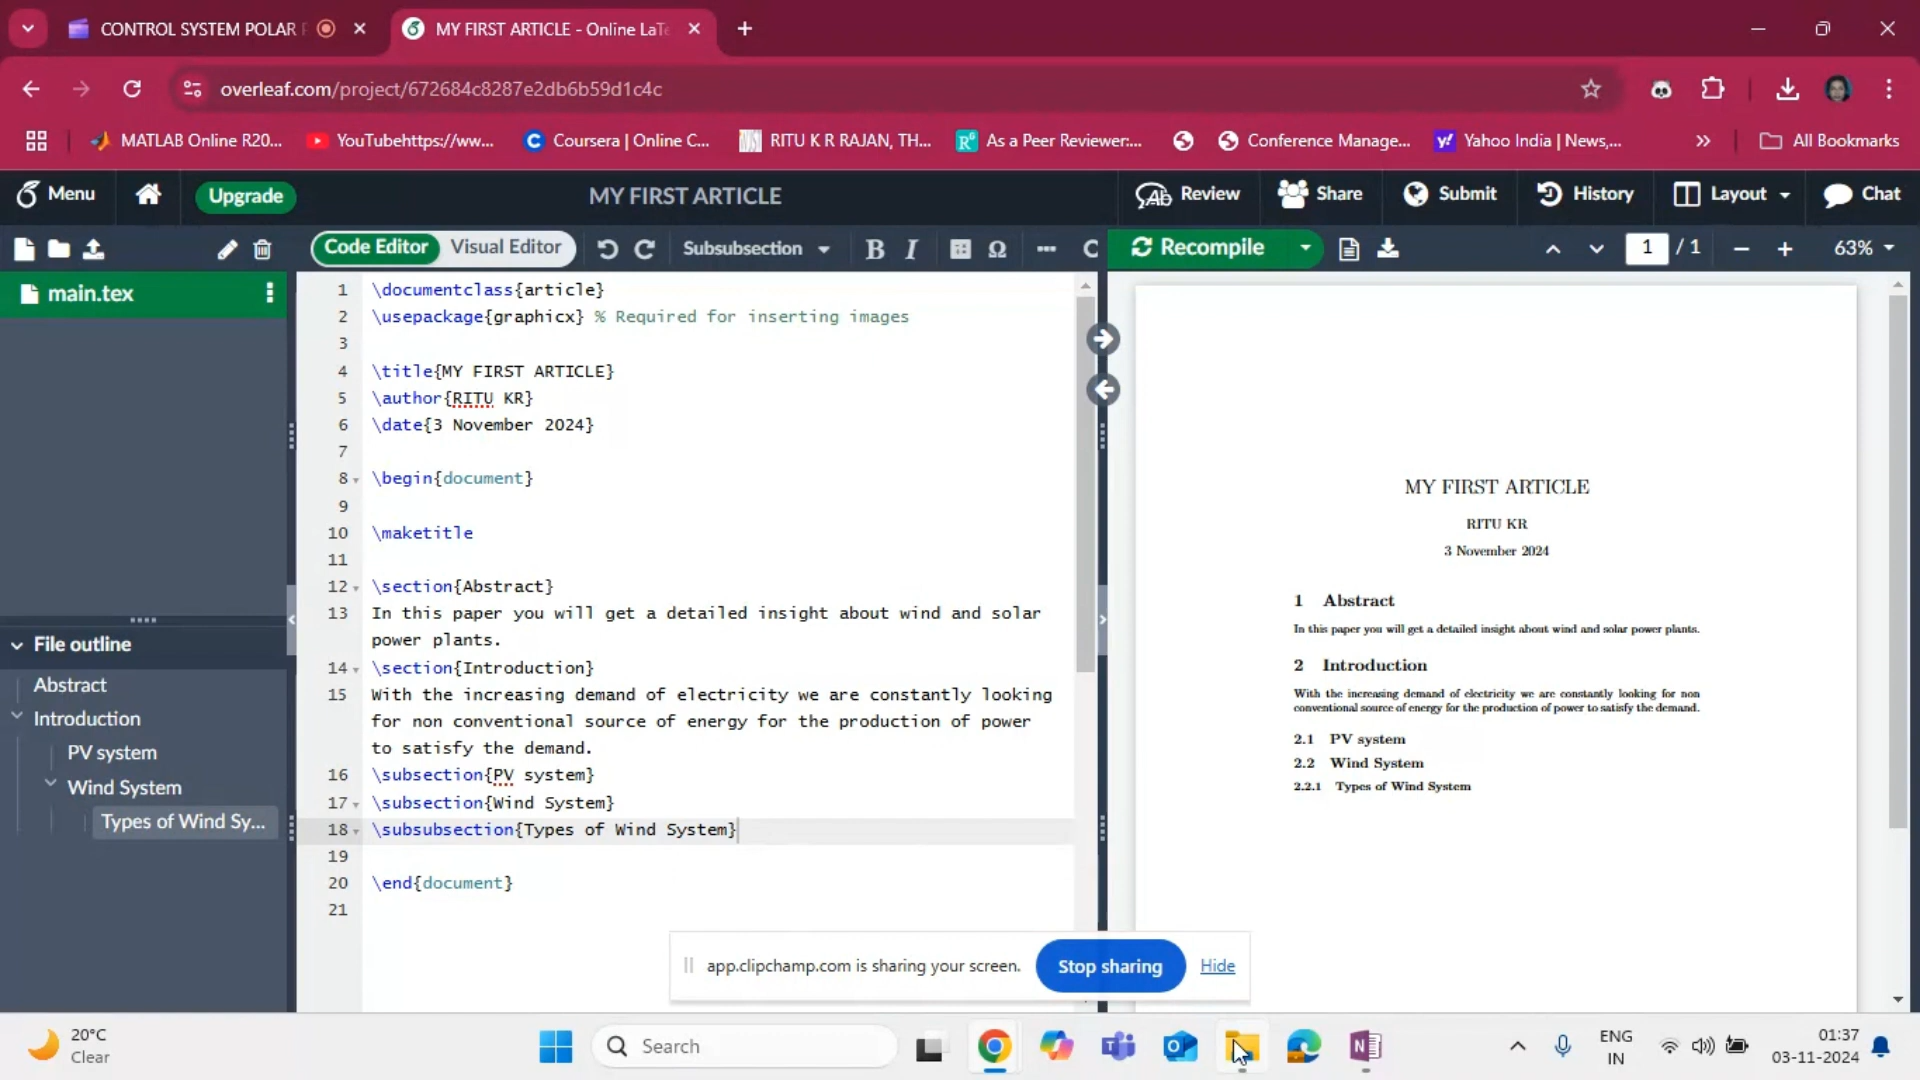 CONTROL SYSTEM POLAR
MY FIRST ARTICLE - Online LaTe
overleaf.com/project/672684c8287e2db6b59d1c4c
MATLAB Online R20...
YouTubehttps://ww...
Coursera | Online C...
RITU K R RAJAN, TH...
As a Peer Reviewer:...
Conference Manage...
Yahoo India | News,...
All Bookmarks
Menu
Upgrade
MY FIRST ARTICLE
Review
Share
Submit
History
Layout
Chat
Code Editor
Visual Editor
Subsubsection
B I Ω
Recompile
1 / 1
63%
main.tex
File outline
Abstract
Introduction
PV system
Wind System
Types of Wind Sy...
1 \documentclass{article}
2 \usepackage{graphicx} % Required for inserting images
3
4 \title{MY FIRST ARTICLE}
5 \author{RITU KR}
6 \date{3 November 2024}
7
8 \begin{document}
9
10 \maketitle
11
12 \section{Abstract}
13 In this paper you will get a detailed insight about wind and solar
power plants.
14 \section{Introduction}
15 With the increasing demand of electricity we are constantly looking
for non conventional source of energy for the production of power
to satisfy the demand.
16 \subsection{PV system}
17 \subsection{Wind System}
18 \subsubsection{Types of Wind System}
19
20 \end{document}
21
MY FIRST ARTICLE
RITU KR
3 November 2024
1 Abstract
In this paper you will get a detailed insight about wind and solar power plants.
2 Introduction
With the increasing demand of electricity we are constantly looking for non
conventional source of energy for the production of power to satisfy the demand.
2.1 PV system
2.2 Wind System
2.2.1 Types of Wind System
app.clipchamp.com is sharing your screen.
Stop sharing
Hide
20°C
Clear
Search
ENG
IN
01:37
03-11-2024